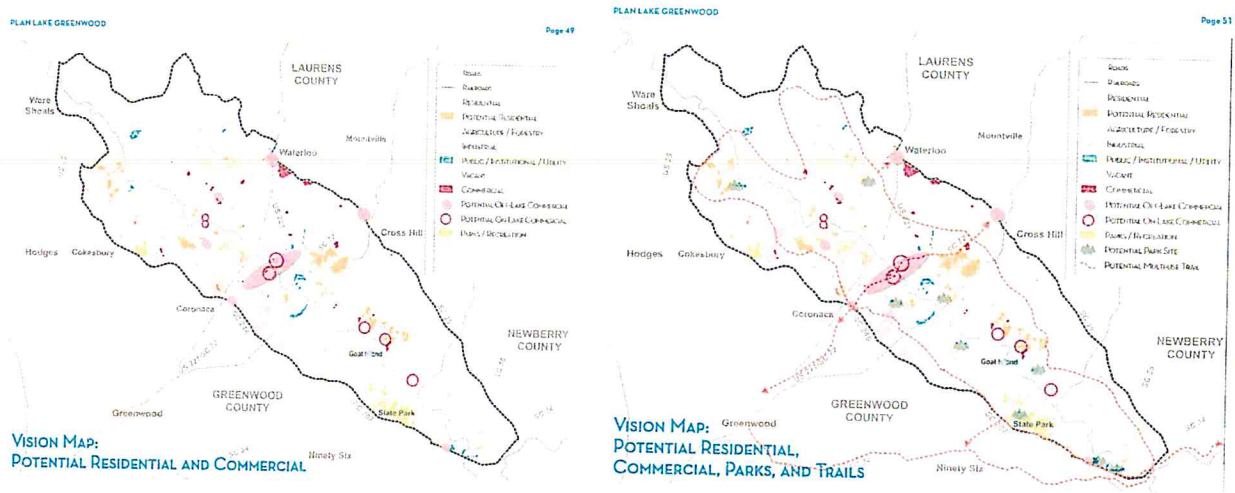 PLAN LAKE GREENWOOD
Page 49
LAURENS
COUNTY
Ware
Shoals
Mountville
Waterloo
Cross Hill
Hodges
Cokesbury
Coronaca
NEWBERRY
COUNTY
GREENWOOD
COUNTY
Greenwood
State Park
Ninety Six
ROADS
RAILROADS
RESIDENTIAL
POTENTIAL RESIDENTIAL
AGRICULTURE / FORESTRY
INDUSTRIAL
PUBLIC / INSTITUTIONAL / UTILITY
VACANT
COMMERCIAL
POTENTIAL OFF-LAKE COMMERCIAL
POTENTIAL ON-LAKE COMMERCIAL
PARKS / RECREATION
VISION MAP:
POTENTIAL RESIDENTIAL AND COMMERCIAL
PLAN LAKE GREENWOOD
Page 51
LAURENS
COUNTY
Ware
Shoals
Mountville
Waterloo
Cross Hill
Hodges
Cokesbury
Coronaca
Goat Island
NEWBERRY
COUNTY
GREENWOOD
COUNTY
Greenwood
State Park
Ninety Six
ROADS
RAILROADS
RESIDENTIAL
POTENTIAL RESIDENTIAL
AGRICULTURE / FORESTRY
INDUSTRIAL
PUBLIC / INSTITUTIONAL / UTILITY
VACANT
COMMERCIAL
POTENTIAL OFF-LAKE COMMERCIAL
POTENTIAL ON-LAKE COMMERCIAL
PARKS / RECREATION
POTENTIAL PARK SITE
POTENTIAL MULTIUSE TRAIL
VISION MAP:
POTENTIAL RESIDENTIAL,
COMMERCIAL, PARKS, AND TRAILS